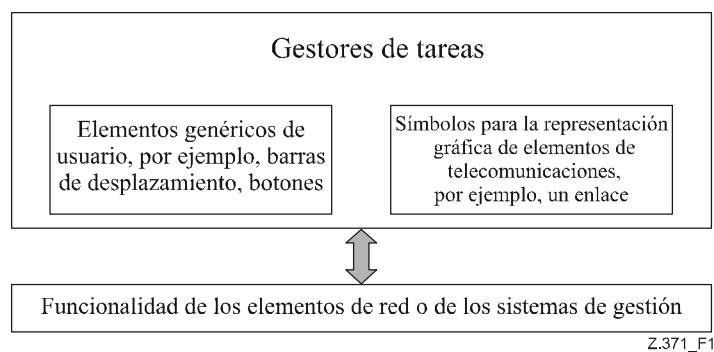 Gestores de tareas
Elementos genéricos de
usuario, por ejemplo, barras
de desplazamiento, botones
Símbolos para la representación
gráfica de elementos de
telecomunicaciones,
por ejemplo, un enlace
Funcionalidad de los elementos de red o de los sistemas de gestión
Z.371_F1